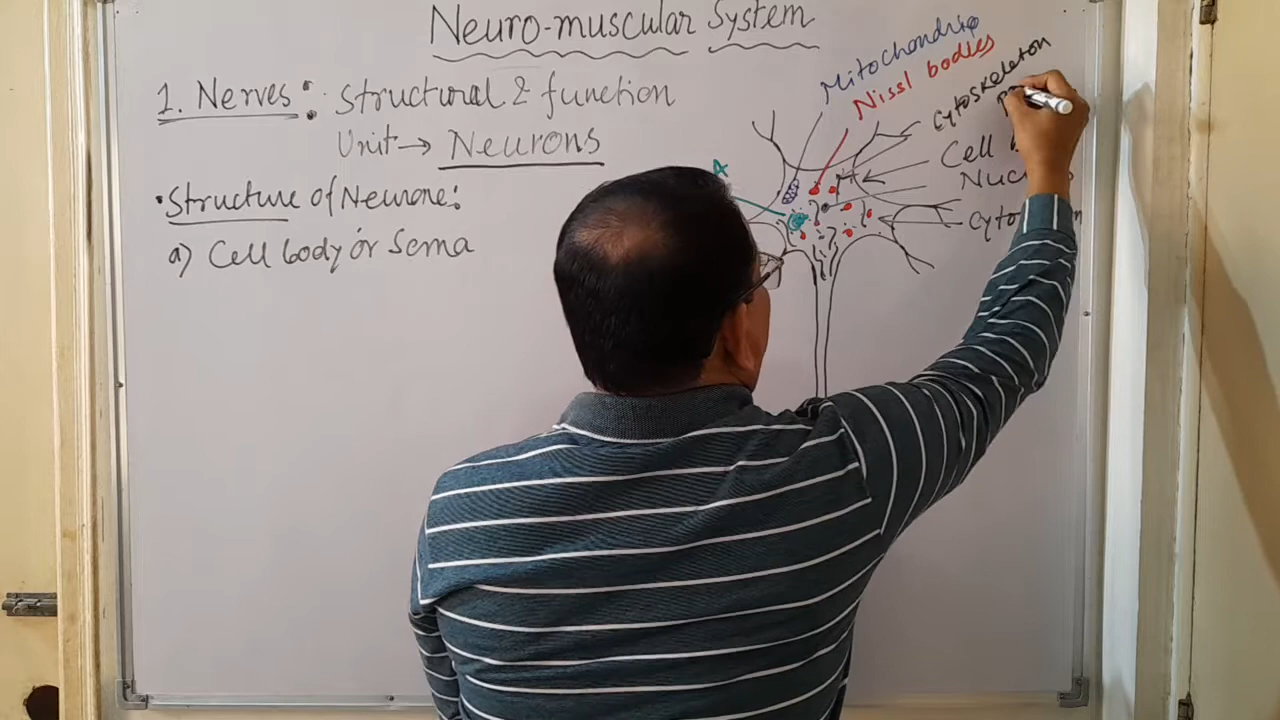 Neuro-muscular System
1. Nerves: Structural & function
Unit → Neurons
• Structure of Neurone:
a) Cell body or Soma
Mitochondria
Nissl bodies
Cytoskeleton
Cell
A